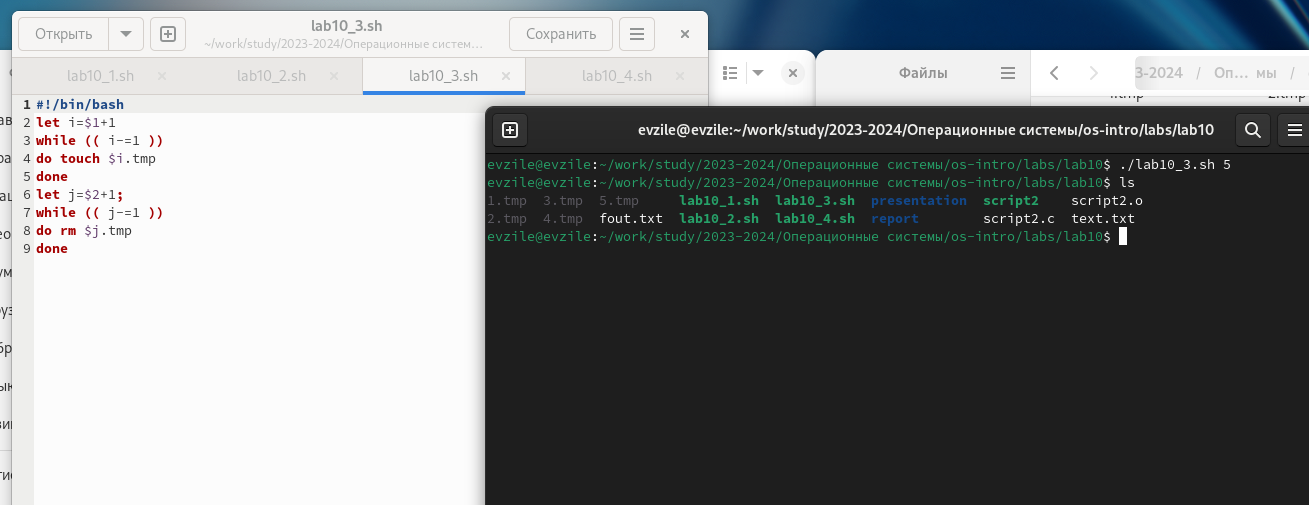 lab10_3.sh
Открыть
~/work/study/2023-2024/Операционные систем…
Сохранить
lab10_1.sh
lab10_2.sh
lab10_3.sh
lab10_4.sh
1 #!/bin/bash
2 let i=$1+1
3 while (( i-=1 ))
4 do touch $i.tmp
5 done
6 let j=$2+1;
7 while (( j-=1 ))
8 do rm $j.tmp
9 done
Файлы
3-2024 / Оп… мы /
evzile@evzile:~/work/study/2023-2024/Операционные системы/os-intro/labs/lab10
evzile@evzile:~/work/study/2023-2024/Операционные системы/os-intro/labs/lab10$ ./lab10_3.sh 5
evzile@evzile:~/work/study/2023-2024/Операционные системы/os-intro/labs/lab10$ ls
1.tmp 3.tmp 5.tmp lab10_1.sh lab10_3.sh presentation script2 script2.o
2.tmp 4.tmp fout.txt lab10_2.sh lab10_4.sh report script2.c text.txt
evzile@evzile:~/work/study/2023-2024/Операционные системы/os-intro/labs/lab10$